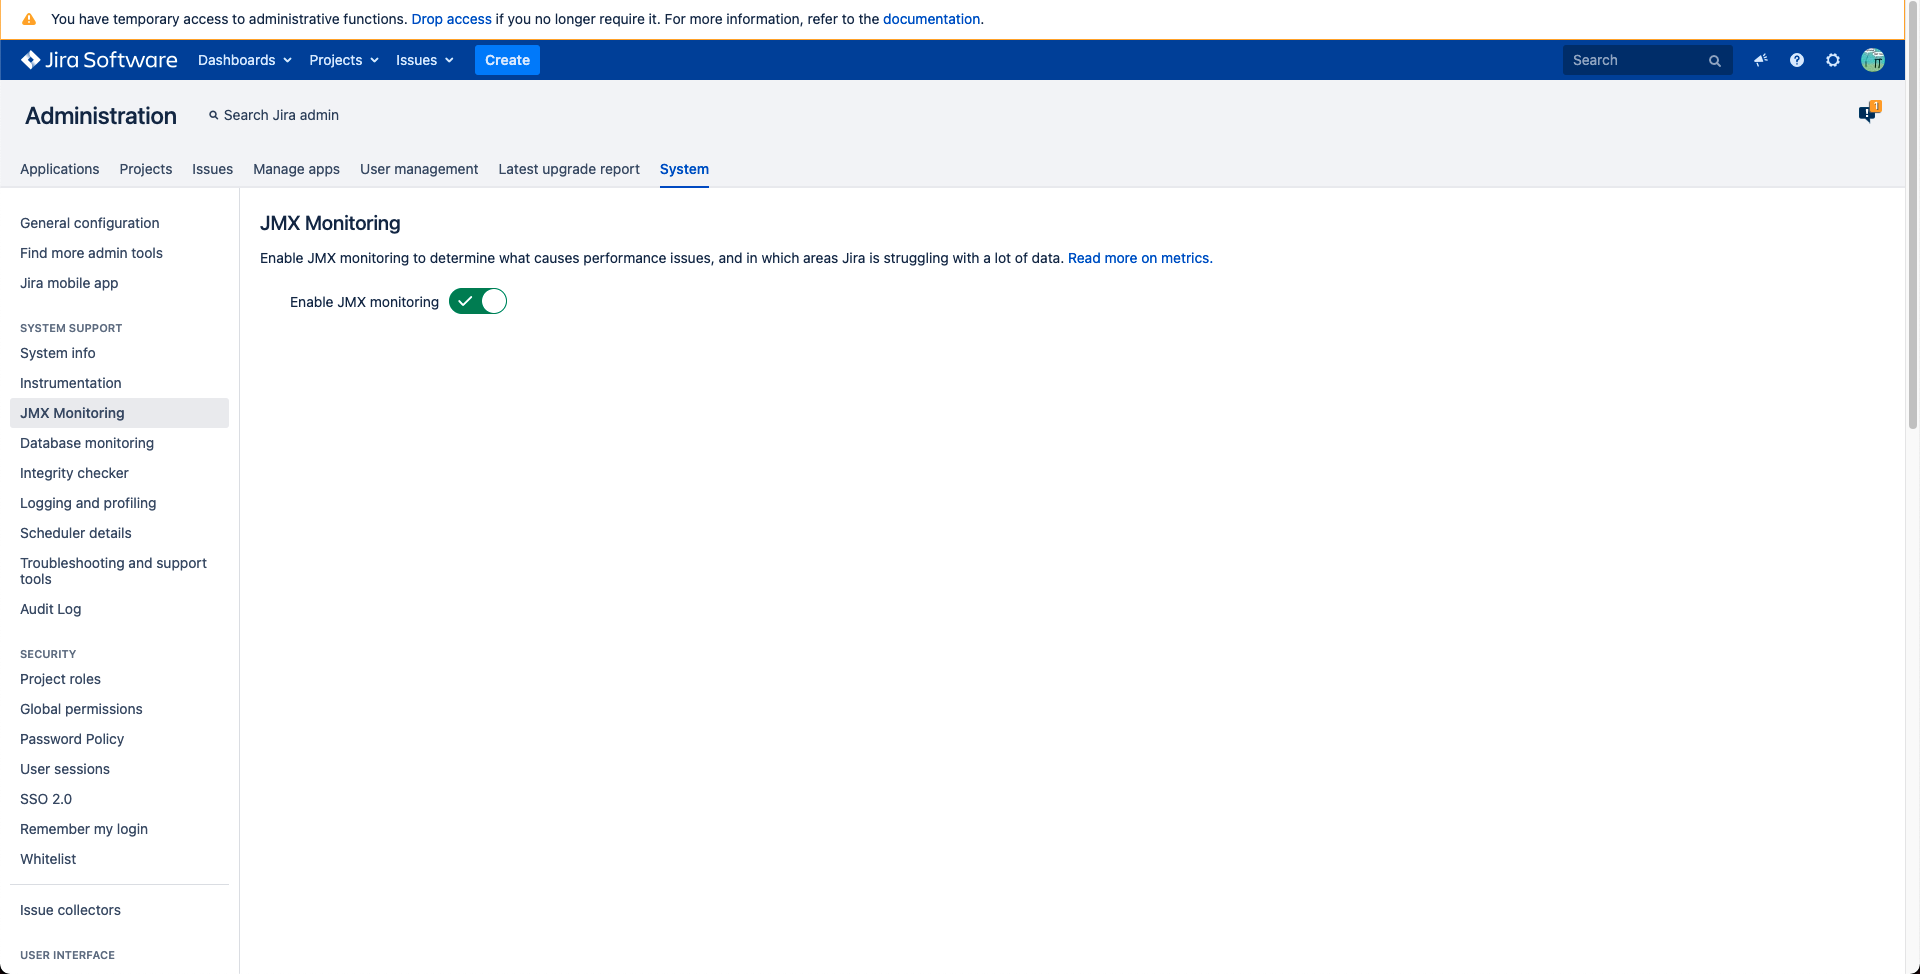 You have temporary access to administrative functions. Drop access if you no longer require it. For more information, refer to the documentation.
Jira Software Dashboards Projects Issues Create Search
Administration Search Jira admin 1
Applications Projects Issues Manage apps User management Latest upgrade report System
General configuration
Find more admin tools
Jira mobile app
SYSTEM SUPPORT
System info
Instrumentation
JMX Monitoring
Database monitoring
Integrity checker
Logging and profiling
Scheduler details
Troubleshooting and support
tools
Audit Log
SECURITY
Project roles
Global permissions
Password Policy
User sessions
SSO 2.0
Remember my login
Whitelist
Issue collectors
USER INTERFACE
JMX Monitoring
Enable JMX monitoring to determine what causes performance issues, and in which areas Jira is struggling with a lot of data. Read more on metrics.
Enable JMX monitoring